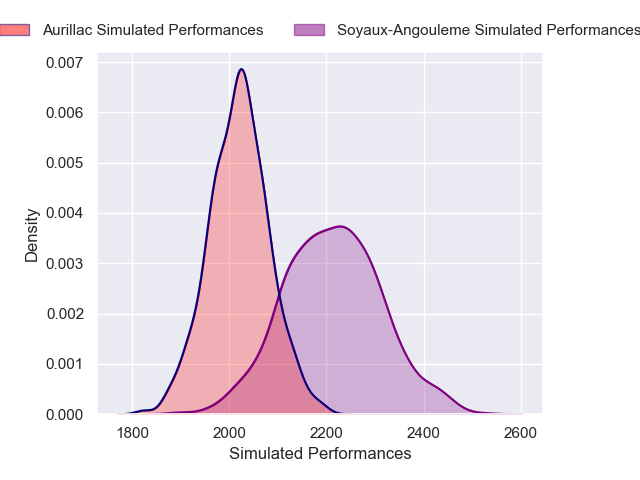 Aurillac Simulated Performances Soyaux-Angouleme Simulated Performances
0.007
0.006
0.005
0.004
0.003
0.002
0.001
0.000
Density
1800 2000 2200 2400 2600
Simulated Performances